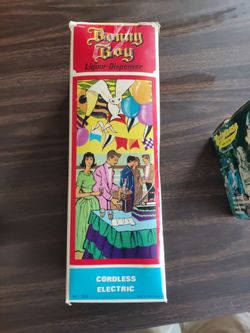 Bonny
Boy
Liquor Dispenser
CORDLESS
ELECTRIC